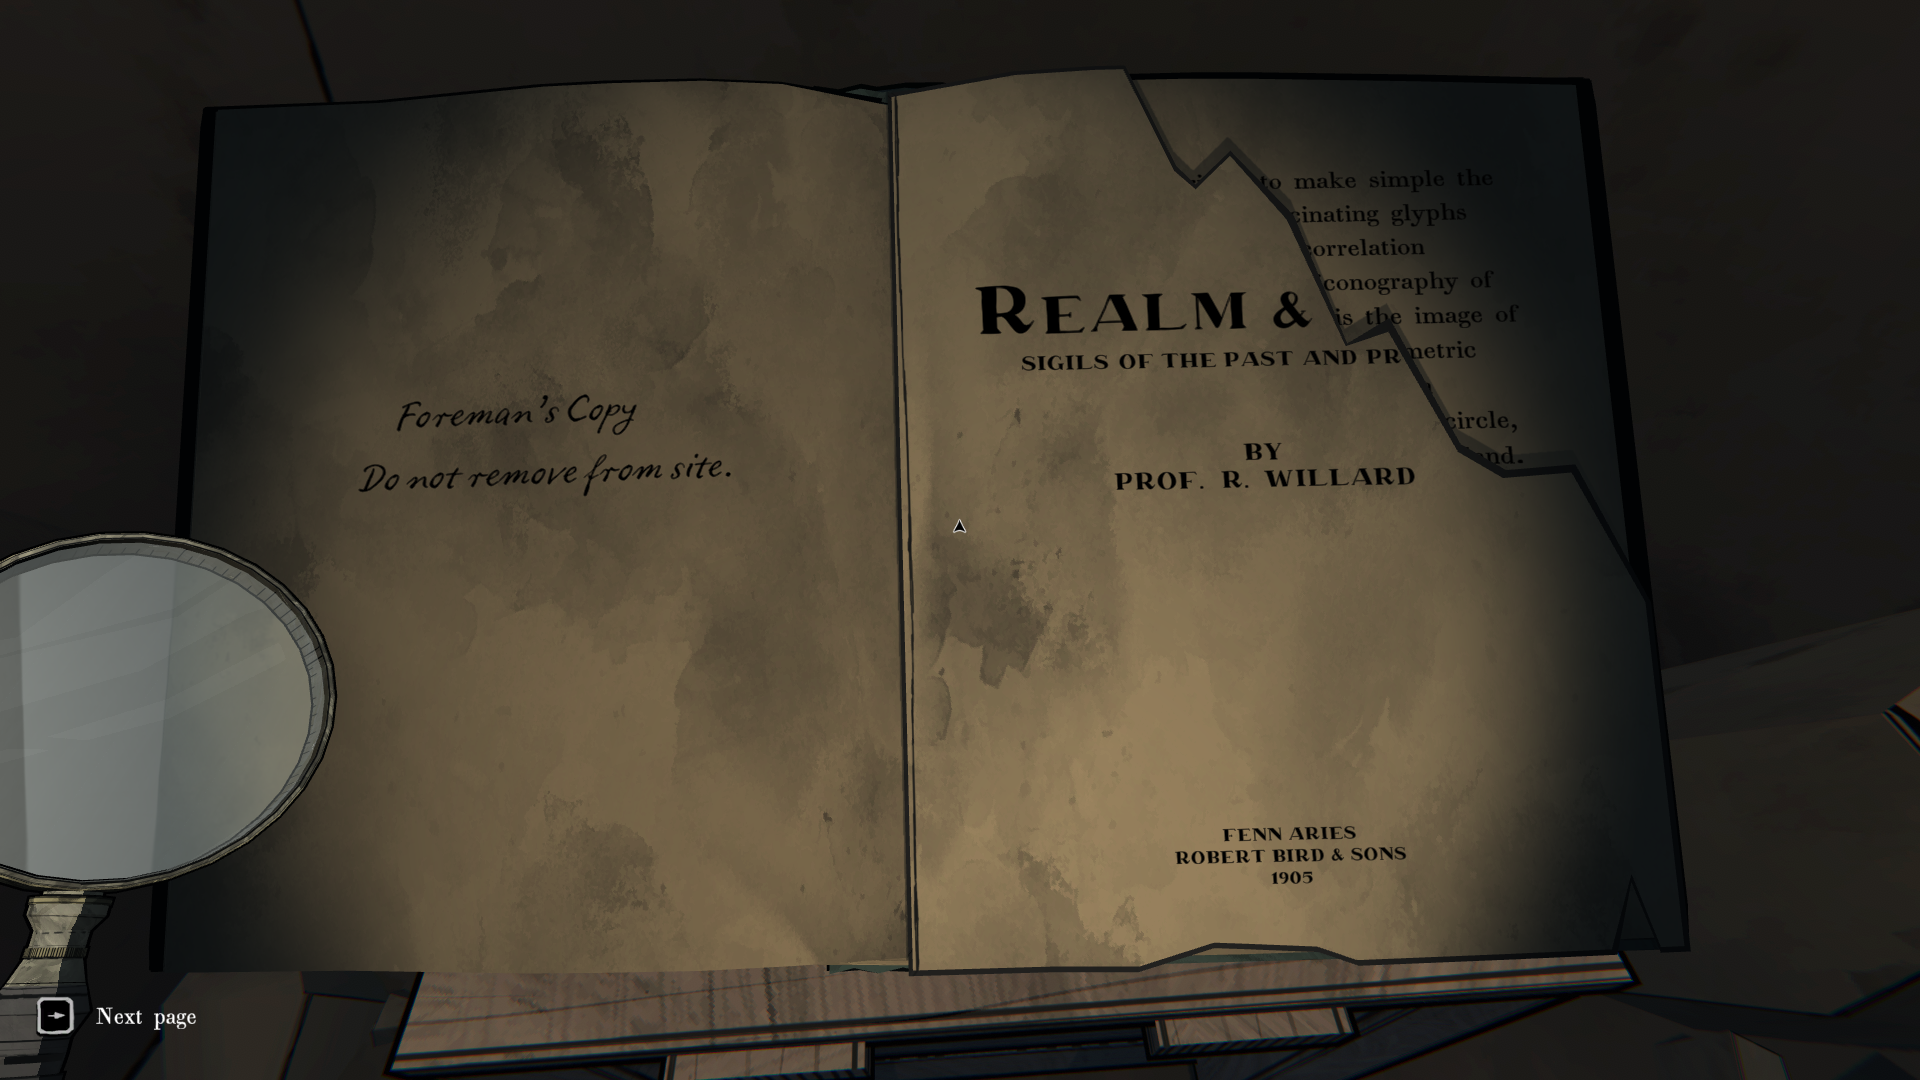 Foreman's Copy
Do not remove from site.
REALM &
SIGILS OF THE PAST AND PR
BY
PROF. R. WILLARD
FENN ARIES
ROBERT BIRD & SONS
1905
to make simple the
cinating glyphs
correlation
conography of
is the image of
metric
circle,
nd.
Next page